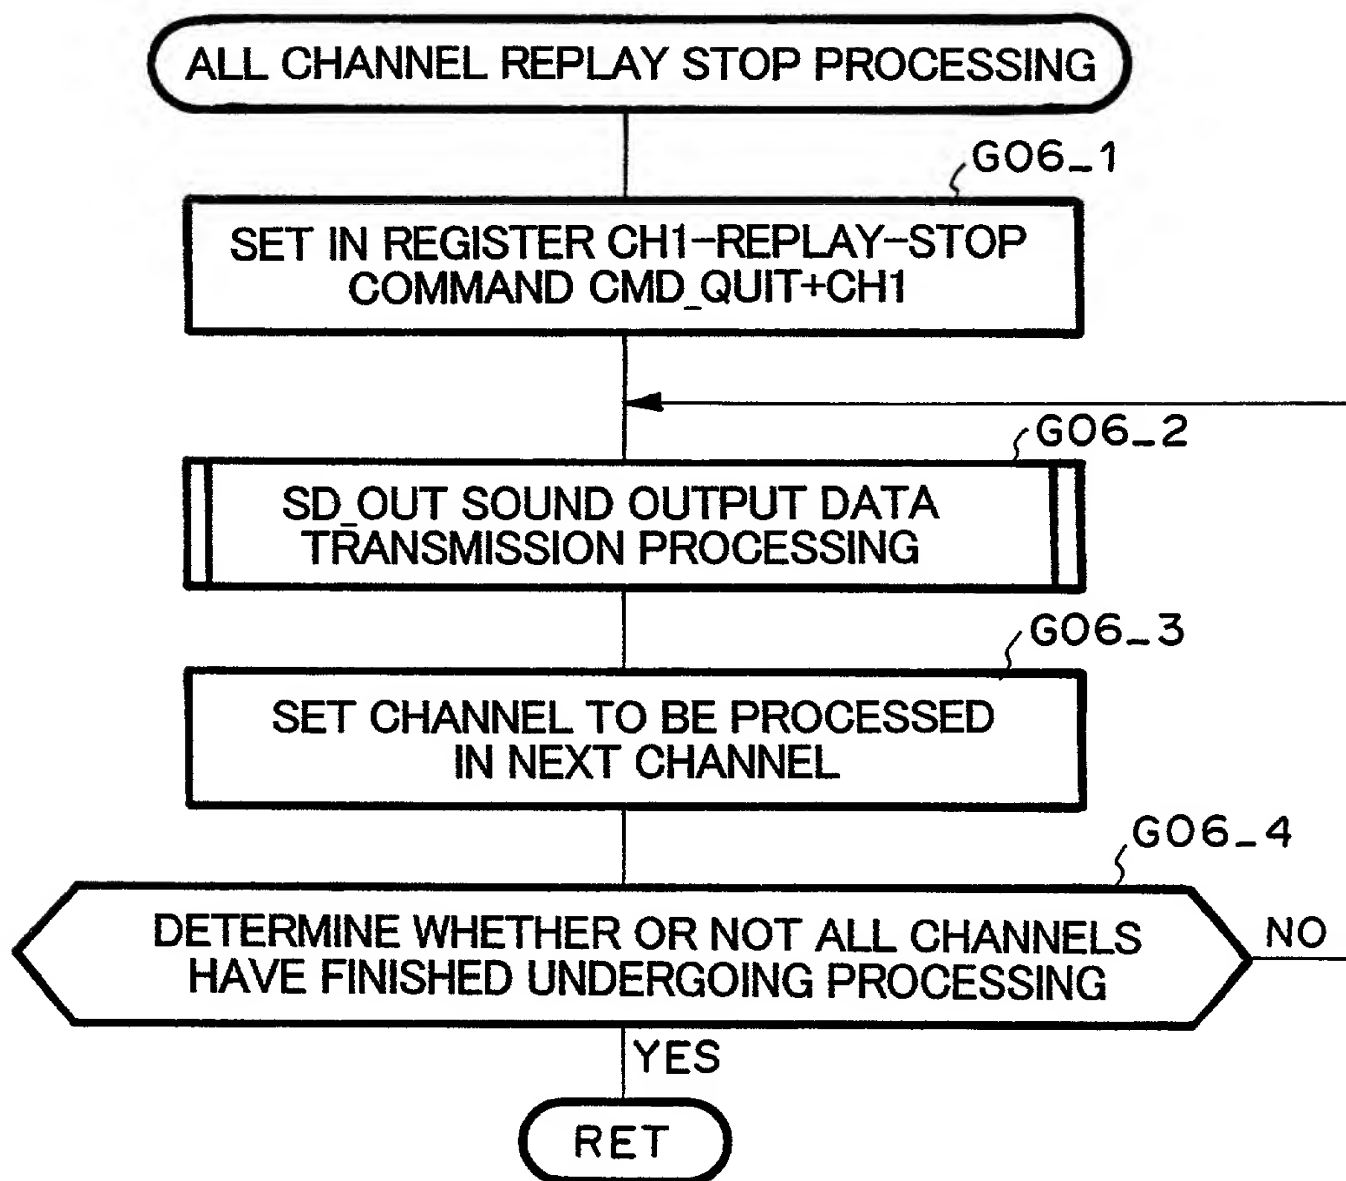 ALL CHANNEL REPLAY STOP PROCESSING
G06_1
SET IN REGISTER CH1-REPLAY-STOP
COMMAND CMD_QUIT+CH1
G06_2
SD_OUT SOUND OUTPUT DATA
TRANSMISSION PROCESSING
G06_3
SET CHANNEL TO BE PROCESSED
IN NEXT CHANNEL
G06_4
DETERMINE WHETHER OR NOT ALL CHANNELS
HAVE FINISHED UNDERGOING PROCESSING
NO
YES
RET